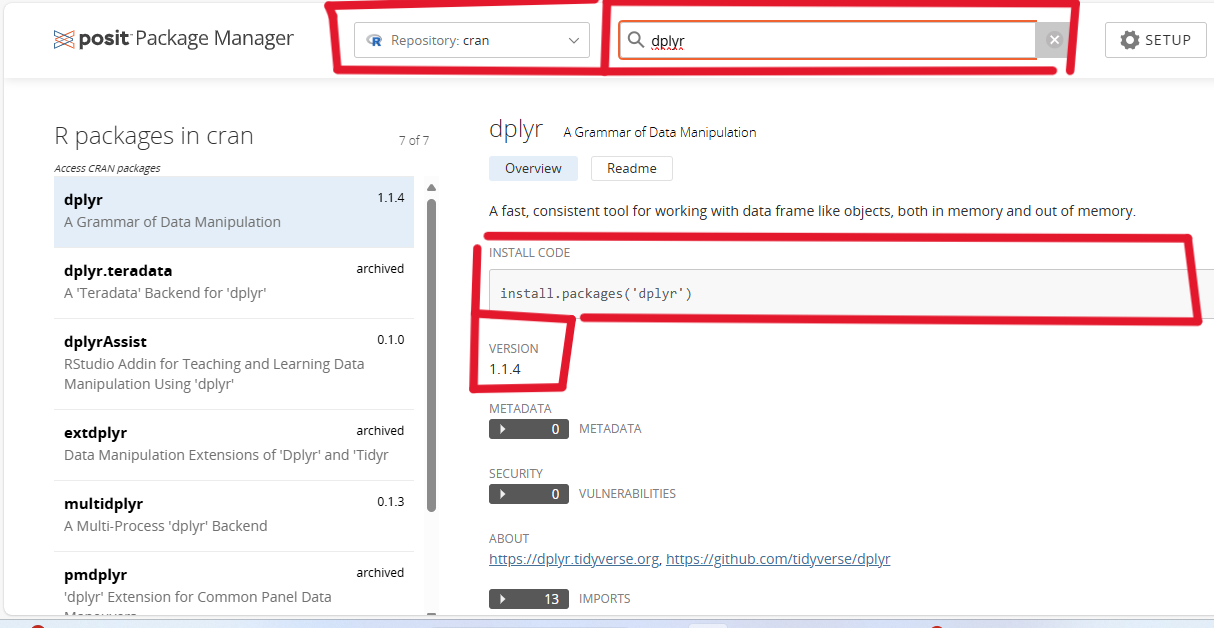 posit Package Manager
Repository: cran
dplyr
SETUP
R packages in cran
7 of 7
Access CRAN packages
dplyr
1.1.4
A Grammar of Data Manipulation
dplyr.teradata
archived
A 'Teradata' Backend for 'dplyr'
dplyrAssist
0.1.0
RStudio Addin for Teaching and Learning Data
Manipulation Using 'dplyr'
extdplyr
archived
Data Manipulation Extensions of 'Dplyr' and 'Tidyr
multidplyr
0.1.3
A Multi-Process 'dplyr' Backend
pmdplyr
archived
'dplyr' Extension for Common Panel Data
dplyr
A Grammar of Data Manipulation
Overview
Readme
A fast, consistent tool for working with data frame like objects, both in memory and out of memory.
INSTALL CODE
install.packages('dplyr')
VERSION
1.1.4
METADATA
0 METADATA
SECURITY
0 VULNERABILITIES
ABOUT
https://dplyr.tidyverse.org, https://github.com/tidyverse/dplyr
13 IMPORTS